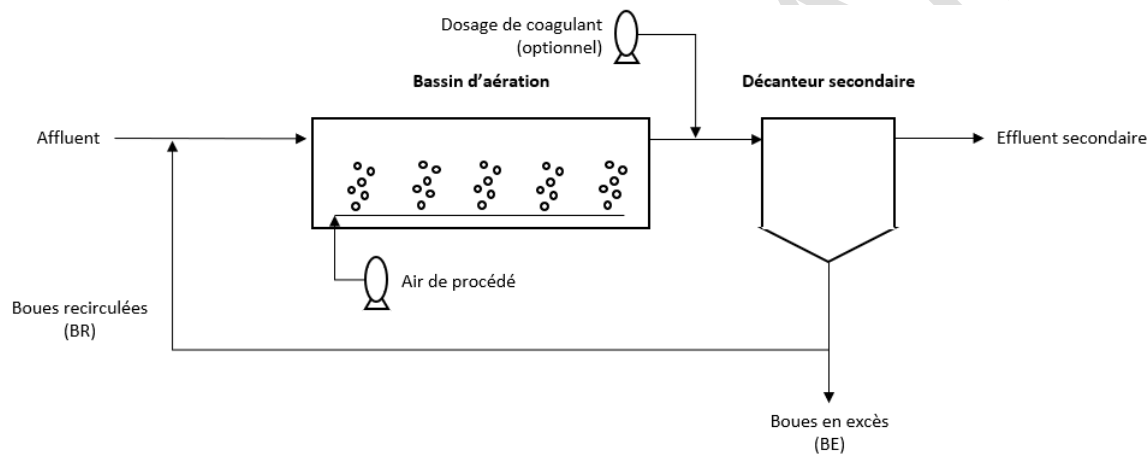 Dosage de coagulant
(optionnel)
Bassin d'aération
Décanteur secondaire
Affluent
Effluent secondaire
Air de procédé
Boues recirculées
(BR)
Boues en excès
(BE)